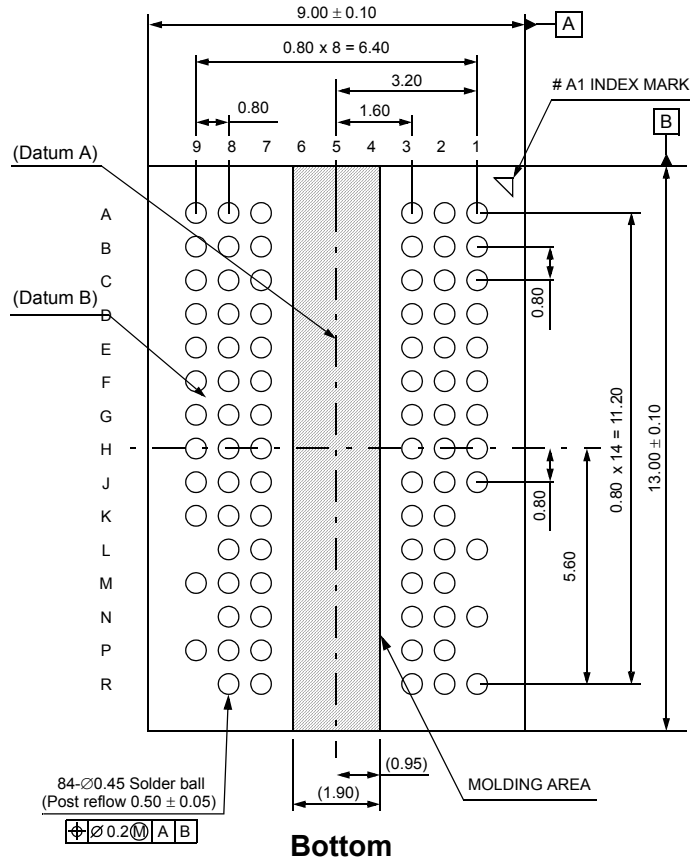 9.00 ± 0.10
A
0.80 x 8 = 6.40
3.20
# A1 INDEX MARK
0.80
1.60
B
9 8 7 6 5 4 3 2 1
(Datum A)
A
B
C
0.80
(Datum B)
D
E
F
G
H
J
K
L
M
N
P
R
0.80
5.60
0.80 x 14 = 11.20
13.00 ± 0.10
(0.95)
(1.90)
MOLDING AREA
84-∅0.45 Solder ball
(Post reflow 0.50 ± 0.05)
⌖ ∅ 0.2 Ⓜ A B
Bottom